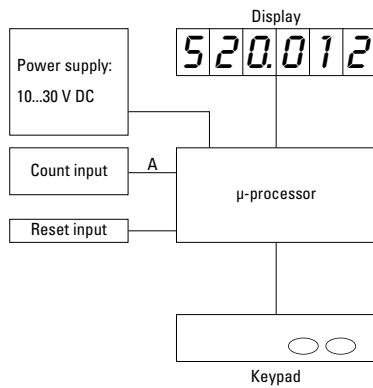 Display
520.012
Power supply:
10...30 V DC
Count input
A
µ-processor
Reset input
Keypad